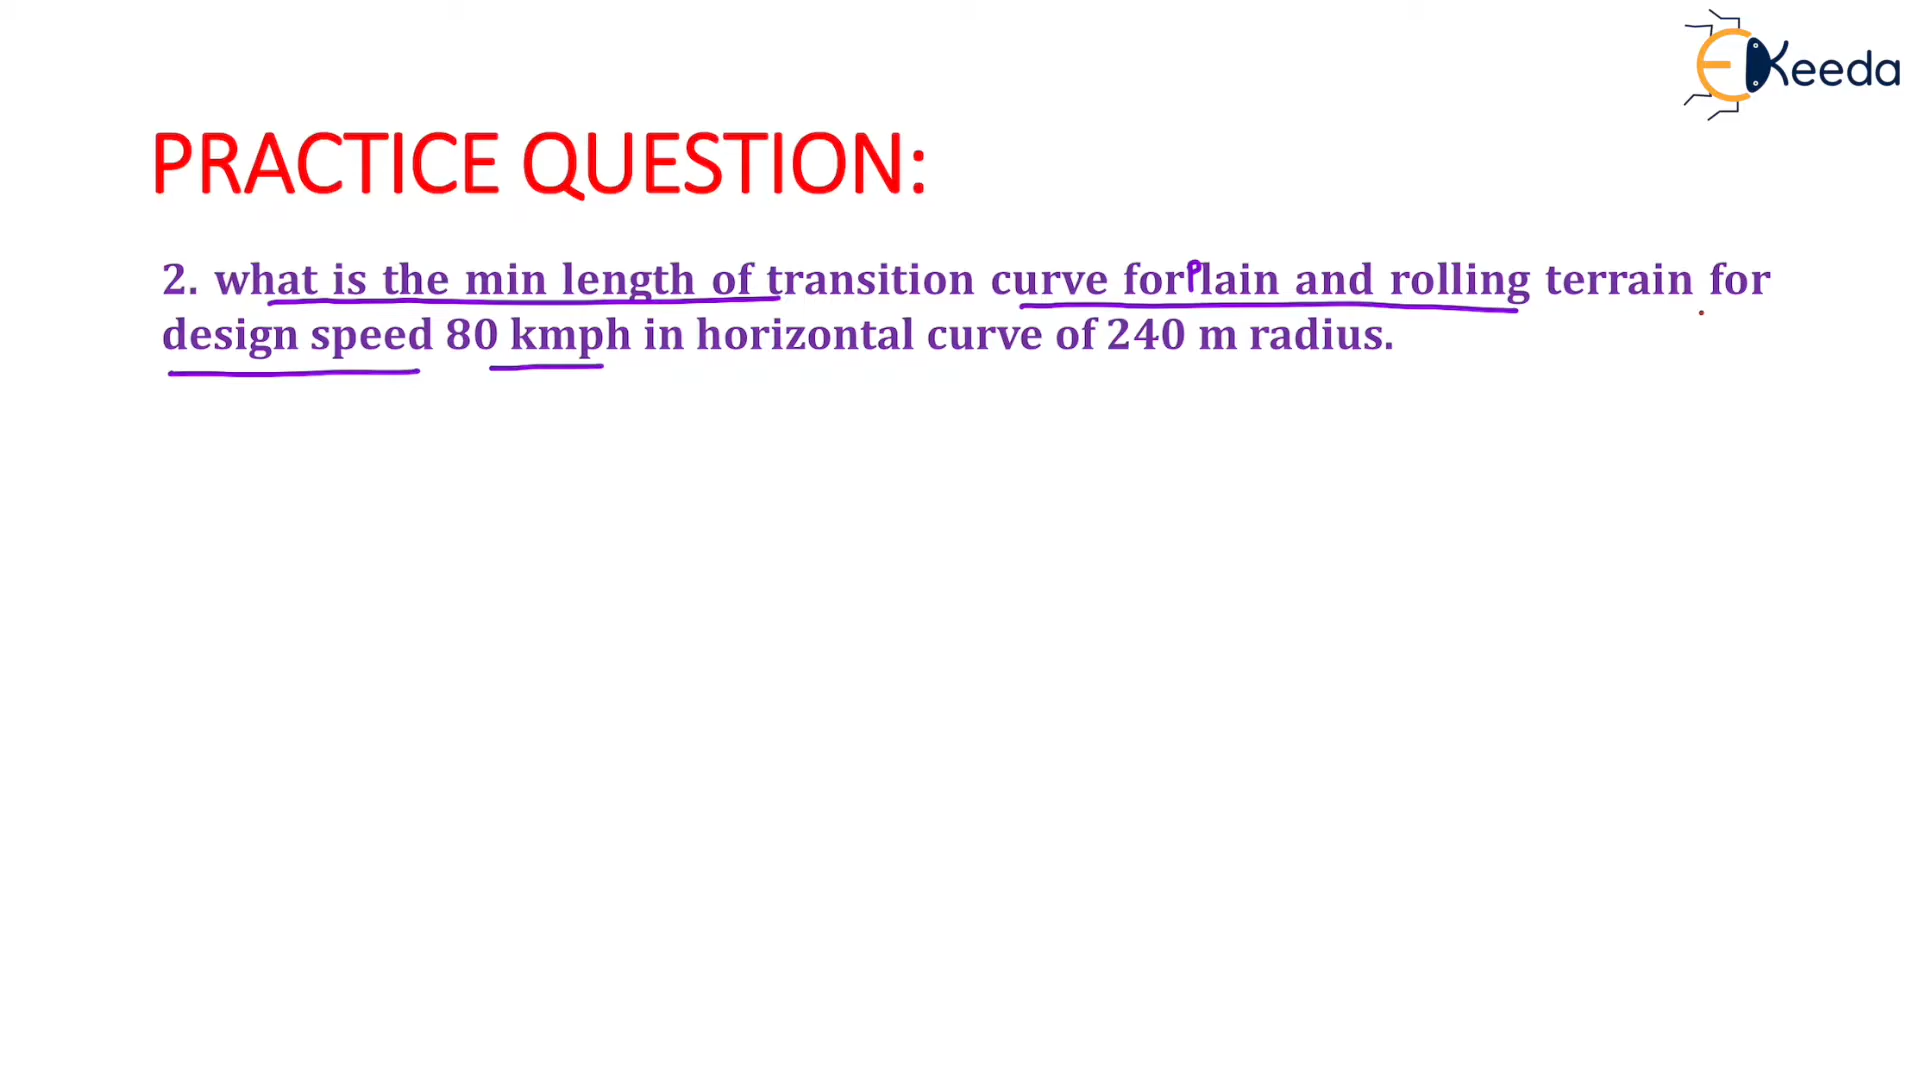 EKeeda
PRACTICE QUESTION:
2. what is the min length of transition curve for plain and rolling terrain for
design speed 80 kmph in horizontal curve of 240 m radius.